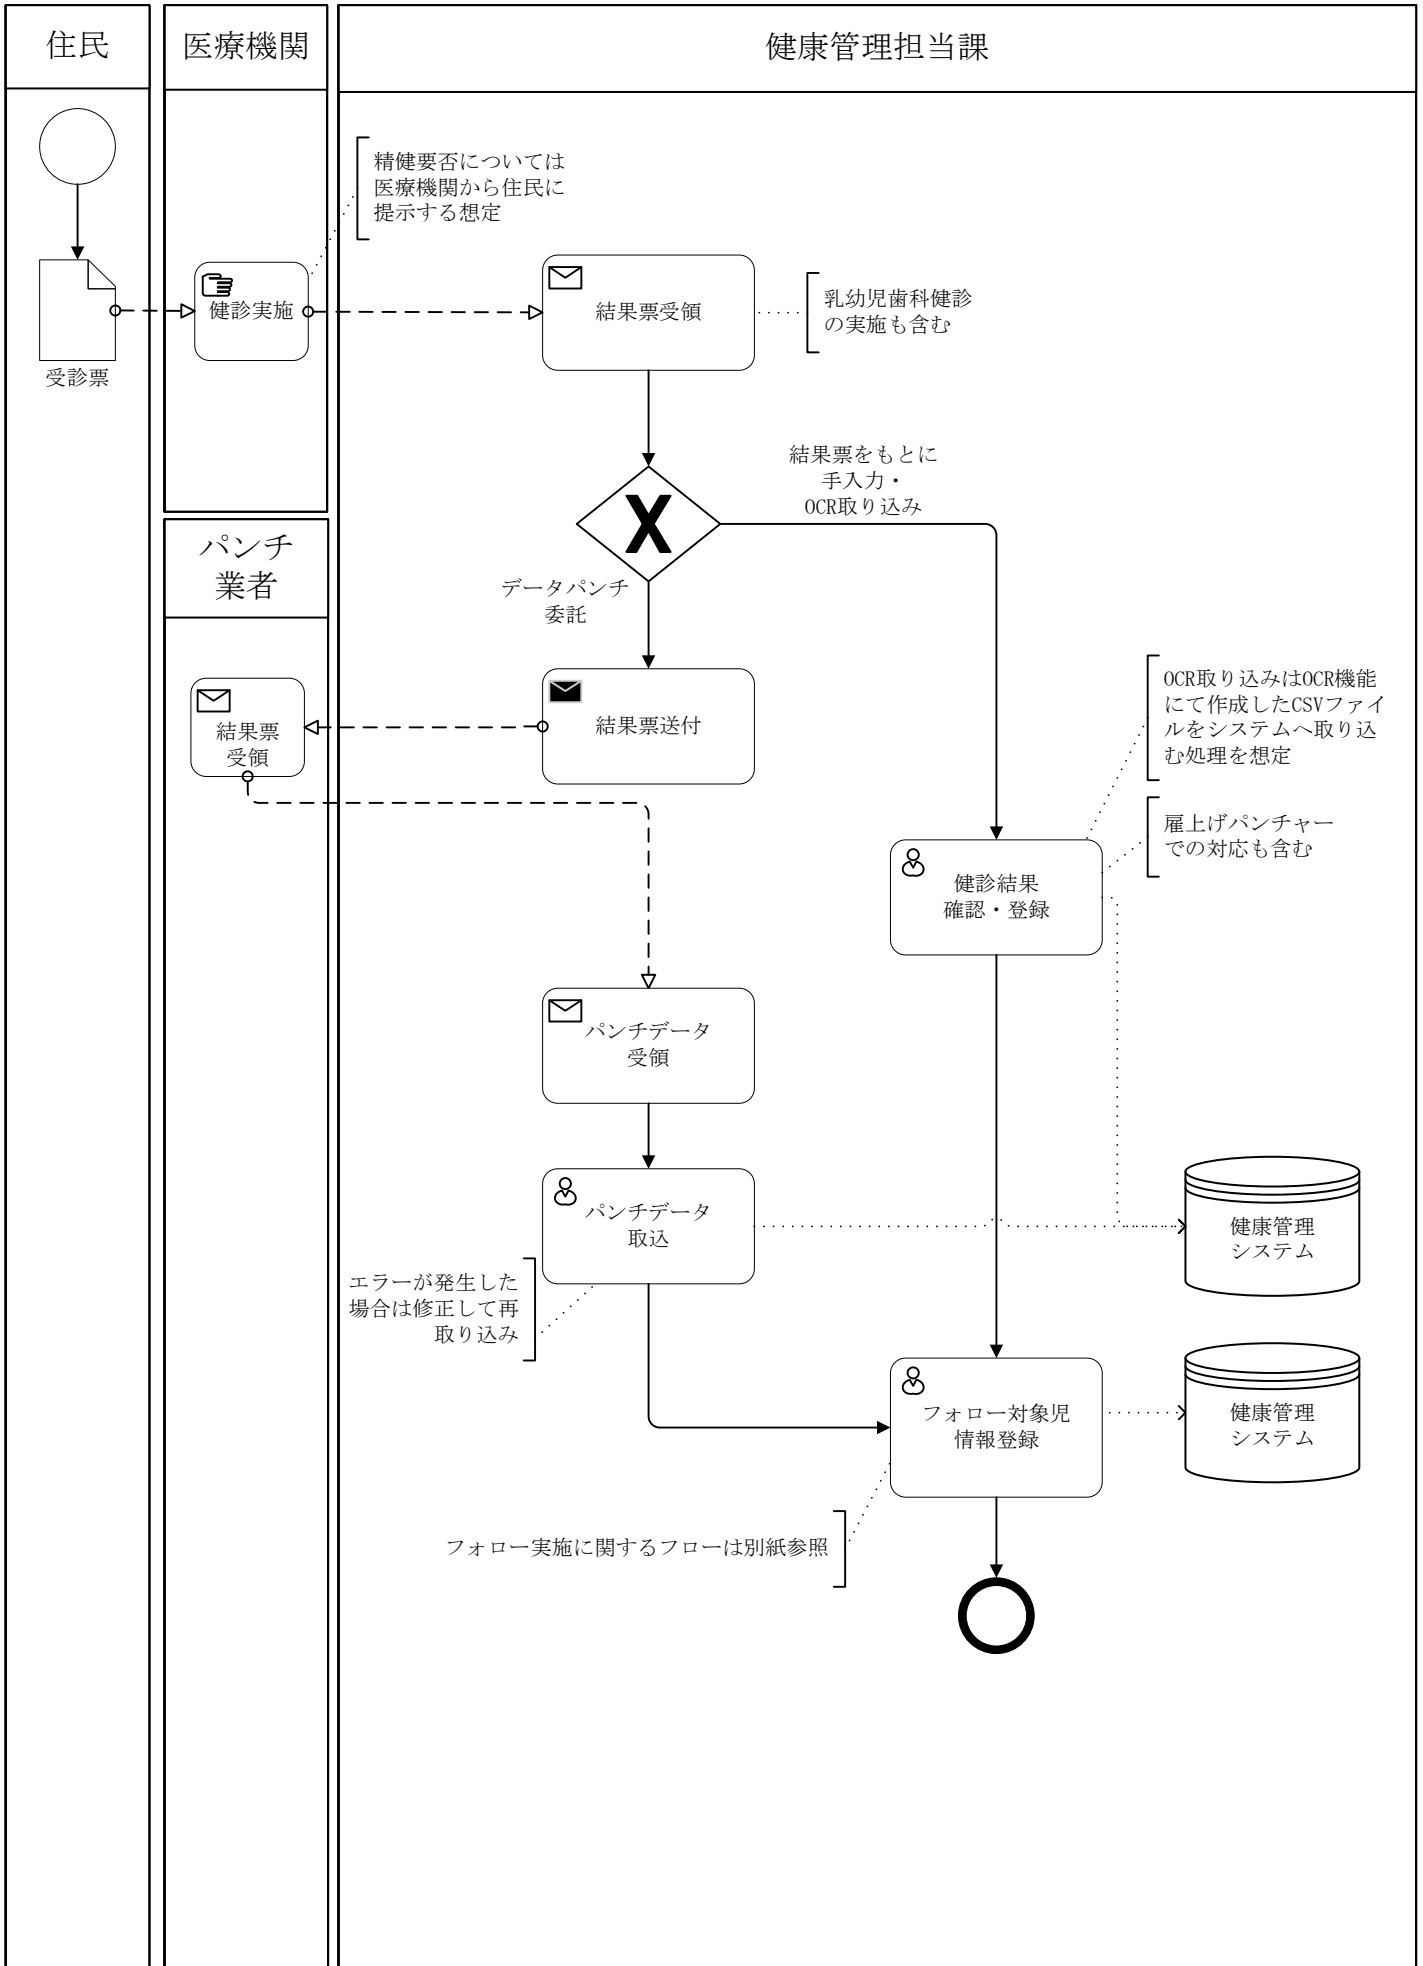 住民
医療機関
健康管理担当課
精健要否については
医療機関から住民に
提示する想定
健診実施
受診票
結果票受領
乳幼児歯科健診
の実施も含む
結果票をもとに
手入力・
OCR取り込み
データパンチ
委託
パンチ
業者
結果票
受領
結果票送付
OCR取り込みはOCR機能
にて作成したCSVファイ
ルをシステムへ取り込
む処理を想定
雇上げパンチャー
での対応も含む
健診結果
確認・登録
パンチデータ
受領
パンチデータ
取込
健康管理
システム
エラーが発生した
場合は修正して再
取り込み
フォロー対象児
情報登録
健康管理
システム
フォロー実施に関するフローは別紙参照